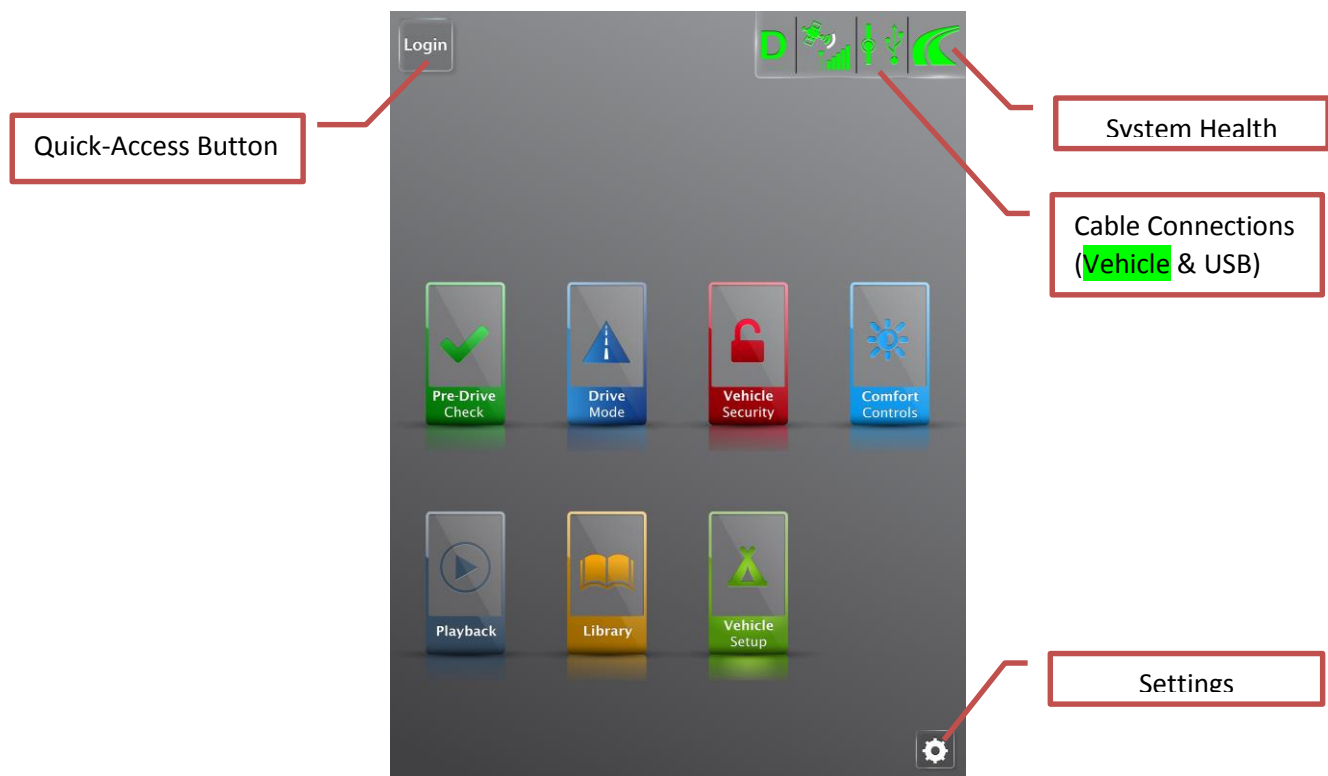 Login
D
Quick-Access Button
System Health
Cable Connections
(Vehicle & USB)
Pre-Drive
Check
Drive
Mode
Vehicle
Security
Comfort
Controls
Playback
Library
Vehicle
Setup
Settings